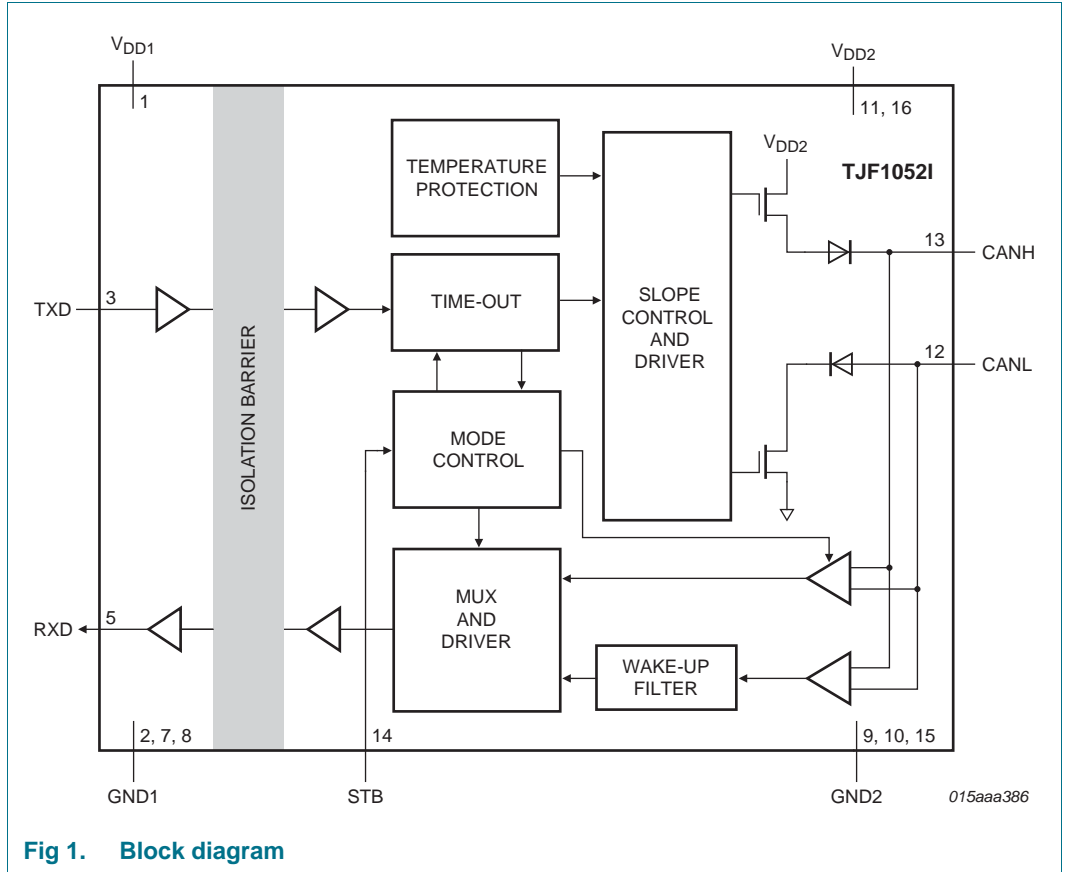 VDD1
VDD2
1
11, 16
TEMPERATURE
PROTECTION
VDD2
TJF1052I
13
CANH
TXD
3
TIME-OUT
SLOPE
CONTROL
AND
DRIVER
ISOLATION BARRIER
12
CANL
MODE
CONTROL
MUX
AND
DRIVER
RXD
5
WAKE-UP
FILTER
2, 7, 8
14
9, 10, 15
GND1
STB
GND2
015aaa386
Fig 1. Block diagram